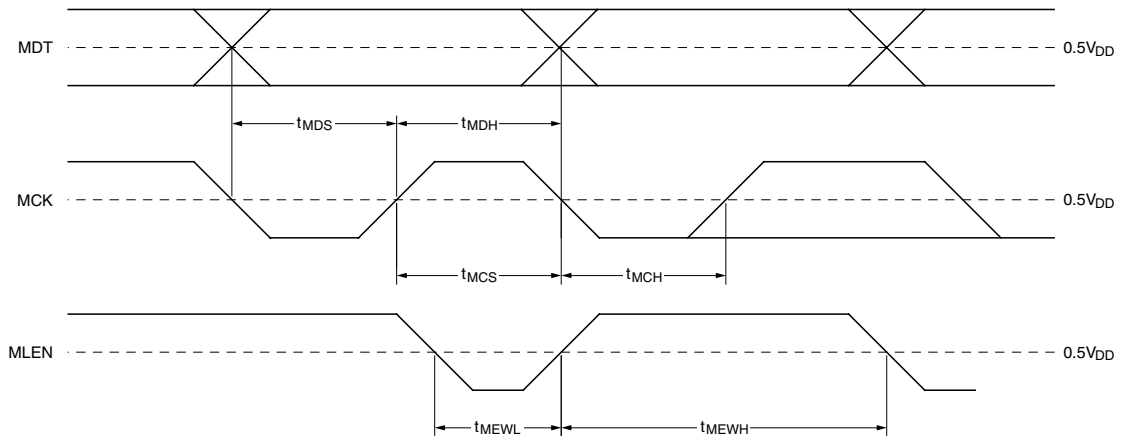 MDT 0.5VDD
tMDS tMDH
MCK 0.5VDD
tMCS tMCH
MLEN 0.5VDD
tMEWL tMEWH